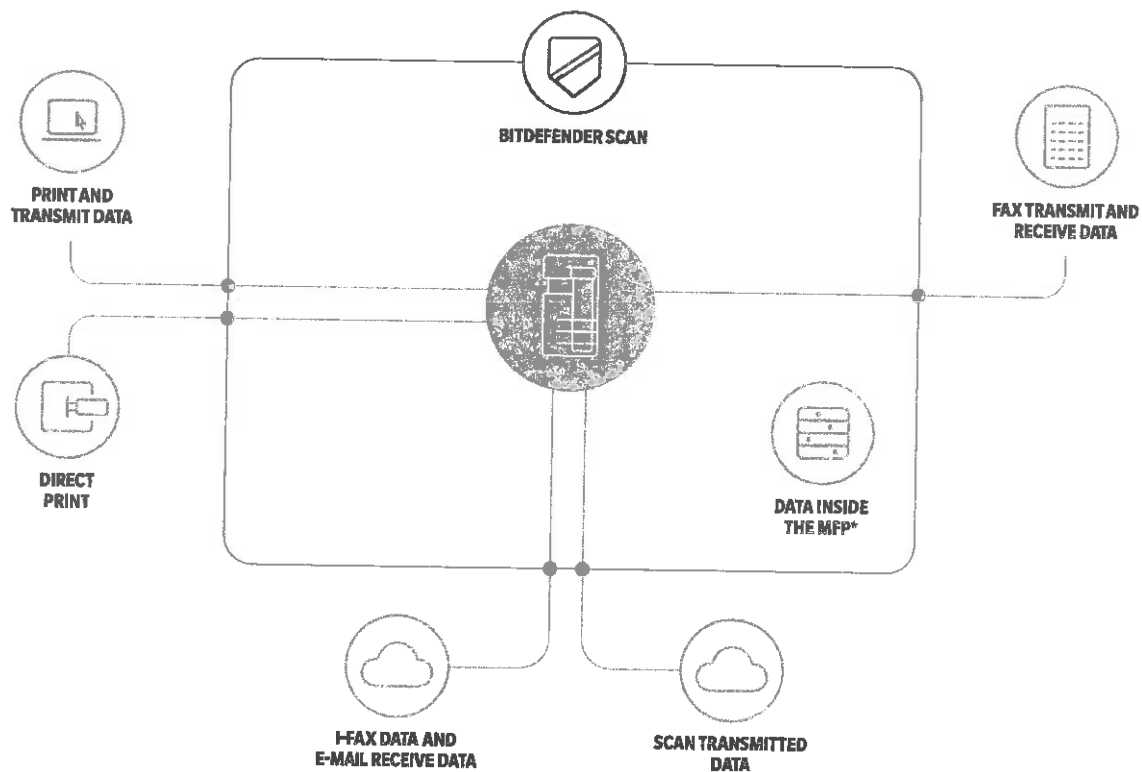 BITDEFENDER SCAN
PRINT AND
TRANSMIT DATA
FAX TRANSMIT AND
RECEIVE DATA
DIRECT
PRINT
DATA INSIDE
THE MFP*
I-FAX DATA AND
E-MAIL RECEIVE DATA
SCAN TRANSMITTED
DATA